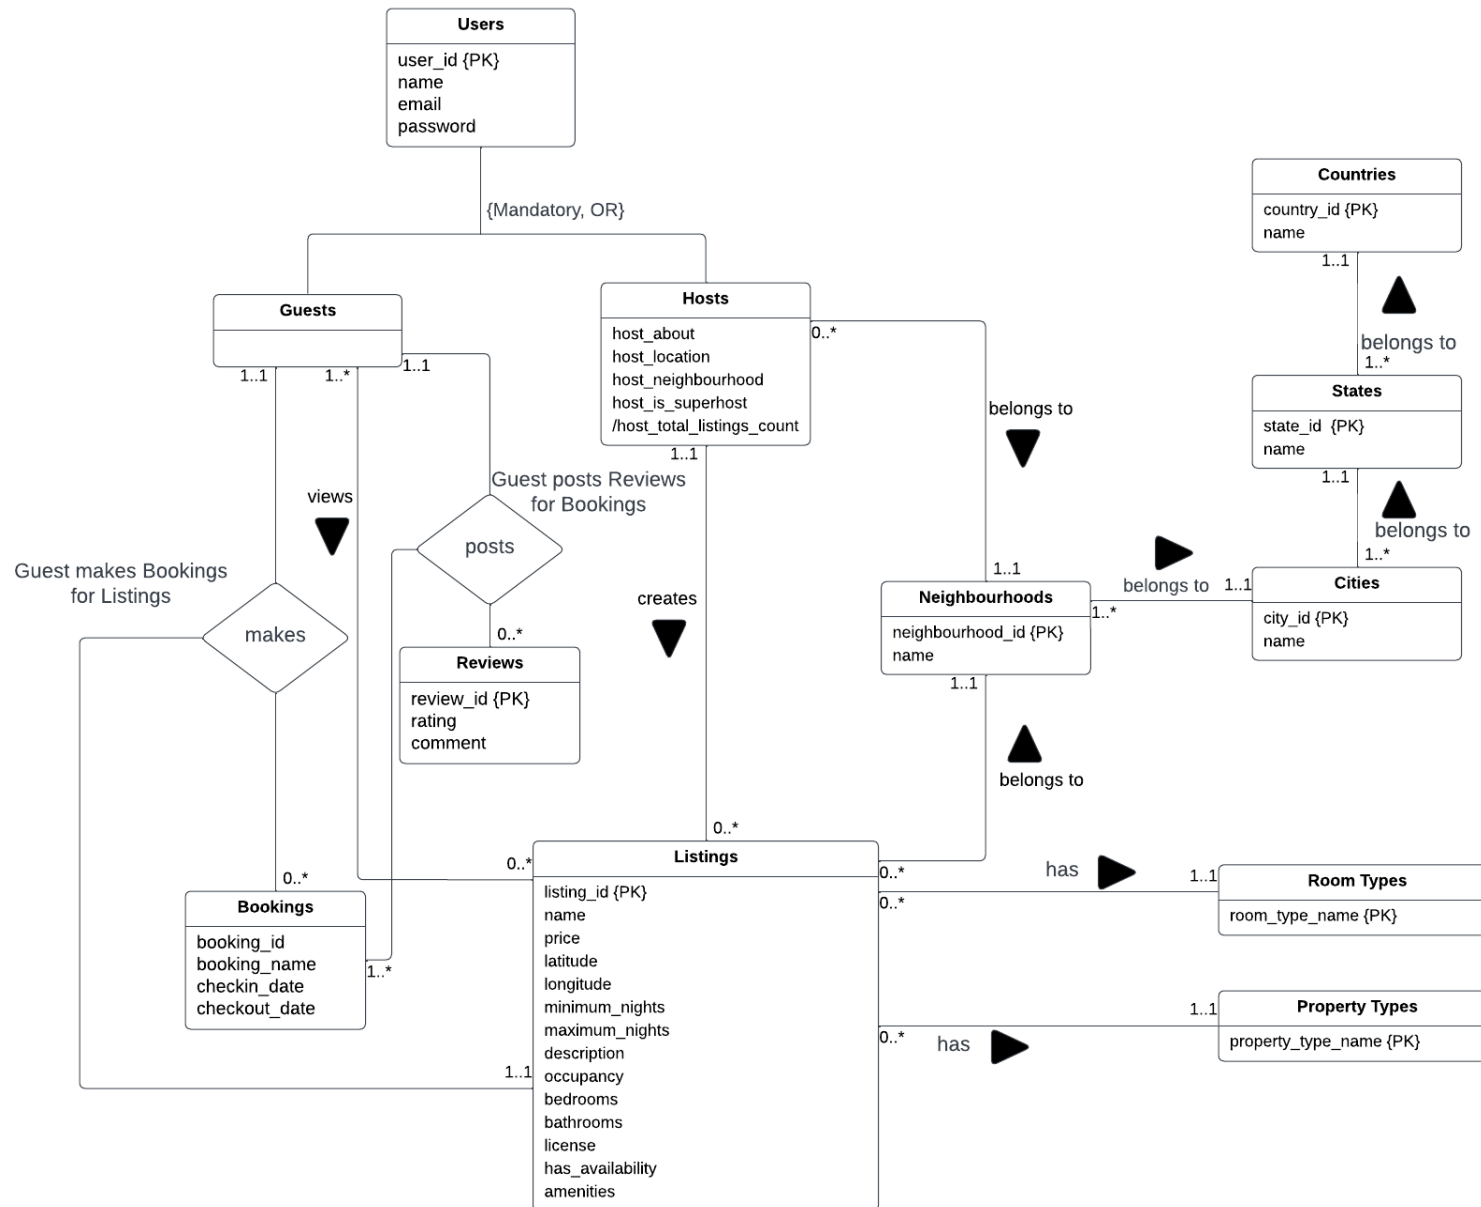 Users
user_id {PK}
name
email
password
{Mandatory, OR}
Countries
country_id {PK}
name
1..1
belongs to
1..*
States
state_id {PK}
name
1..1
belongs to
1..*
Cities
city_id {PK}
name
Guests
1..1
1..*
1..1
Hosts
host_about
host_location
host_neighbourhood
host_is_superhost
/host_total_listings_count
0..*
1..1
belongs to
1..1
views
Guest posts Reviews
for Bookings
posts
Guest makes Bookings
for Listings
makes
creates
0..*
Reviews
review_id {PK}
rating
comment
Neighbourhoods
neighbourhood_id {PK}
name
1..*
belongs to
1..1
1..1
belongs to
0..*
0..*
0..*
Bookings
booking_id
booking_name
checkin_date
checkout_date
1..*
1..1
Listings
listing_id {PK}
name
price
latitude
longitude
minimum_nights
maximum_nights
description
occupancy
bedrooms
bathrooms
license
has_availability
amenities
0..*
0..*
has
1..1
Room Types
room_type_name {PK}
0..*
has
1..1
Property Types
property_type_name {PK}